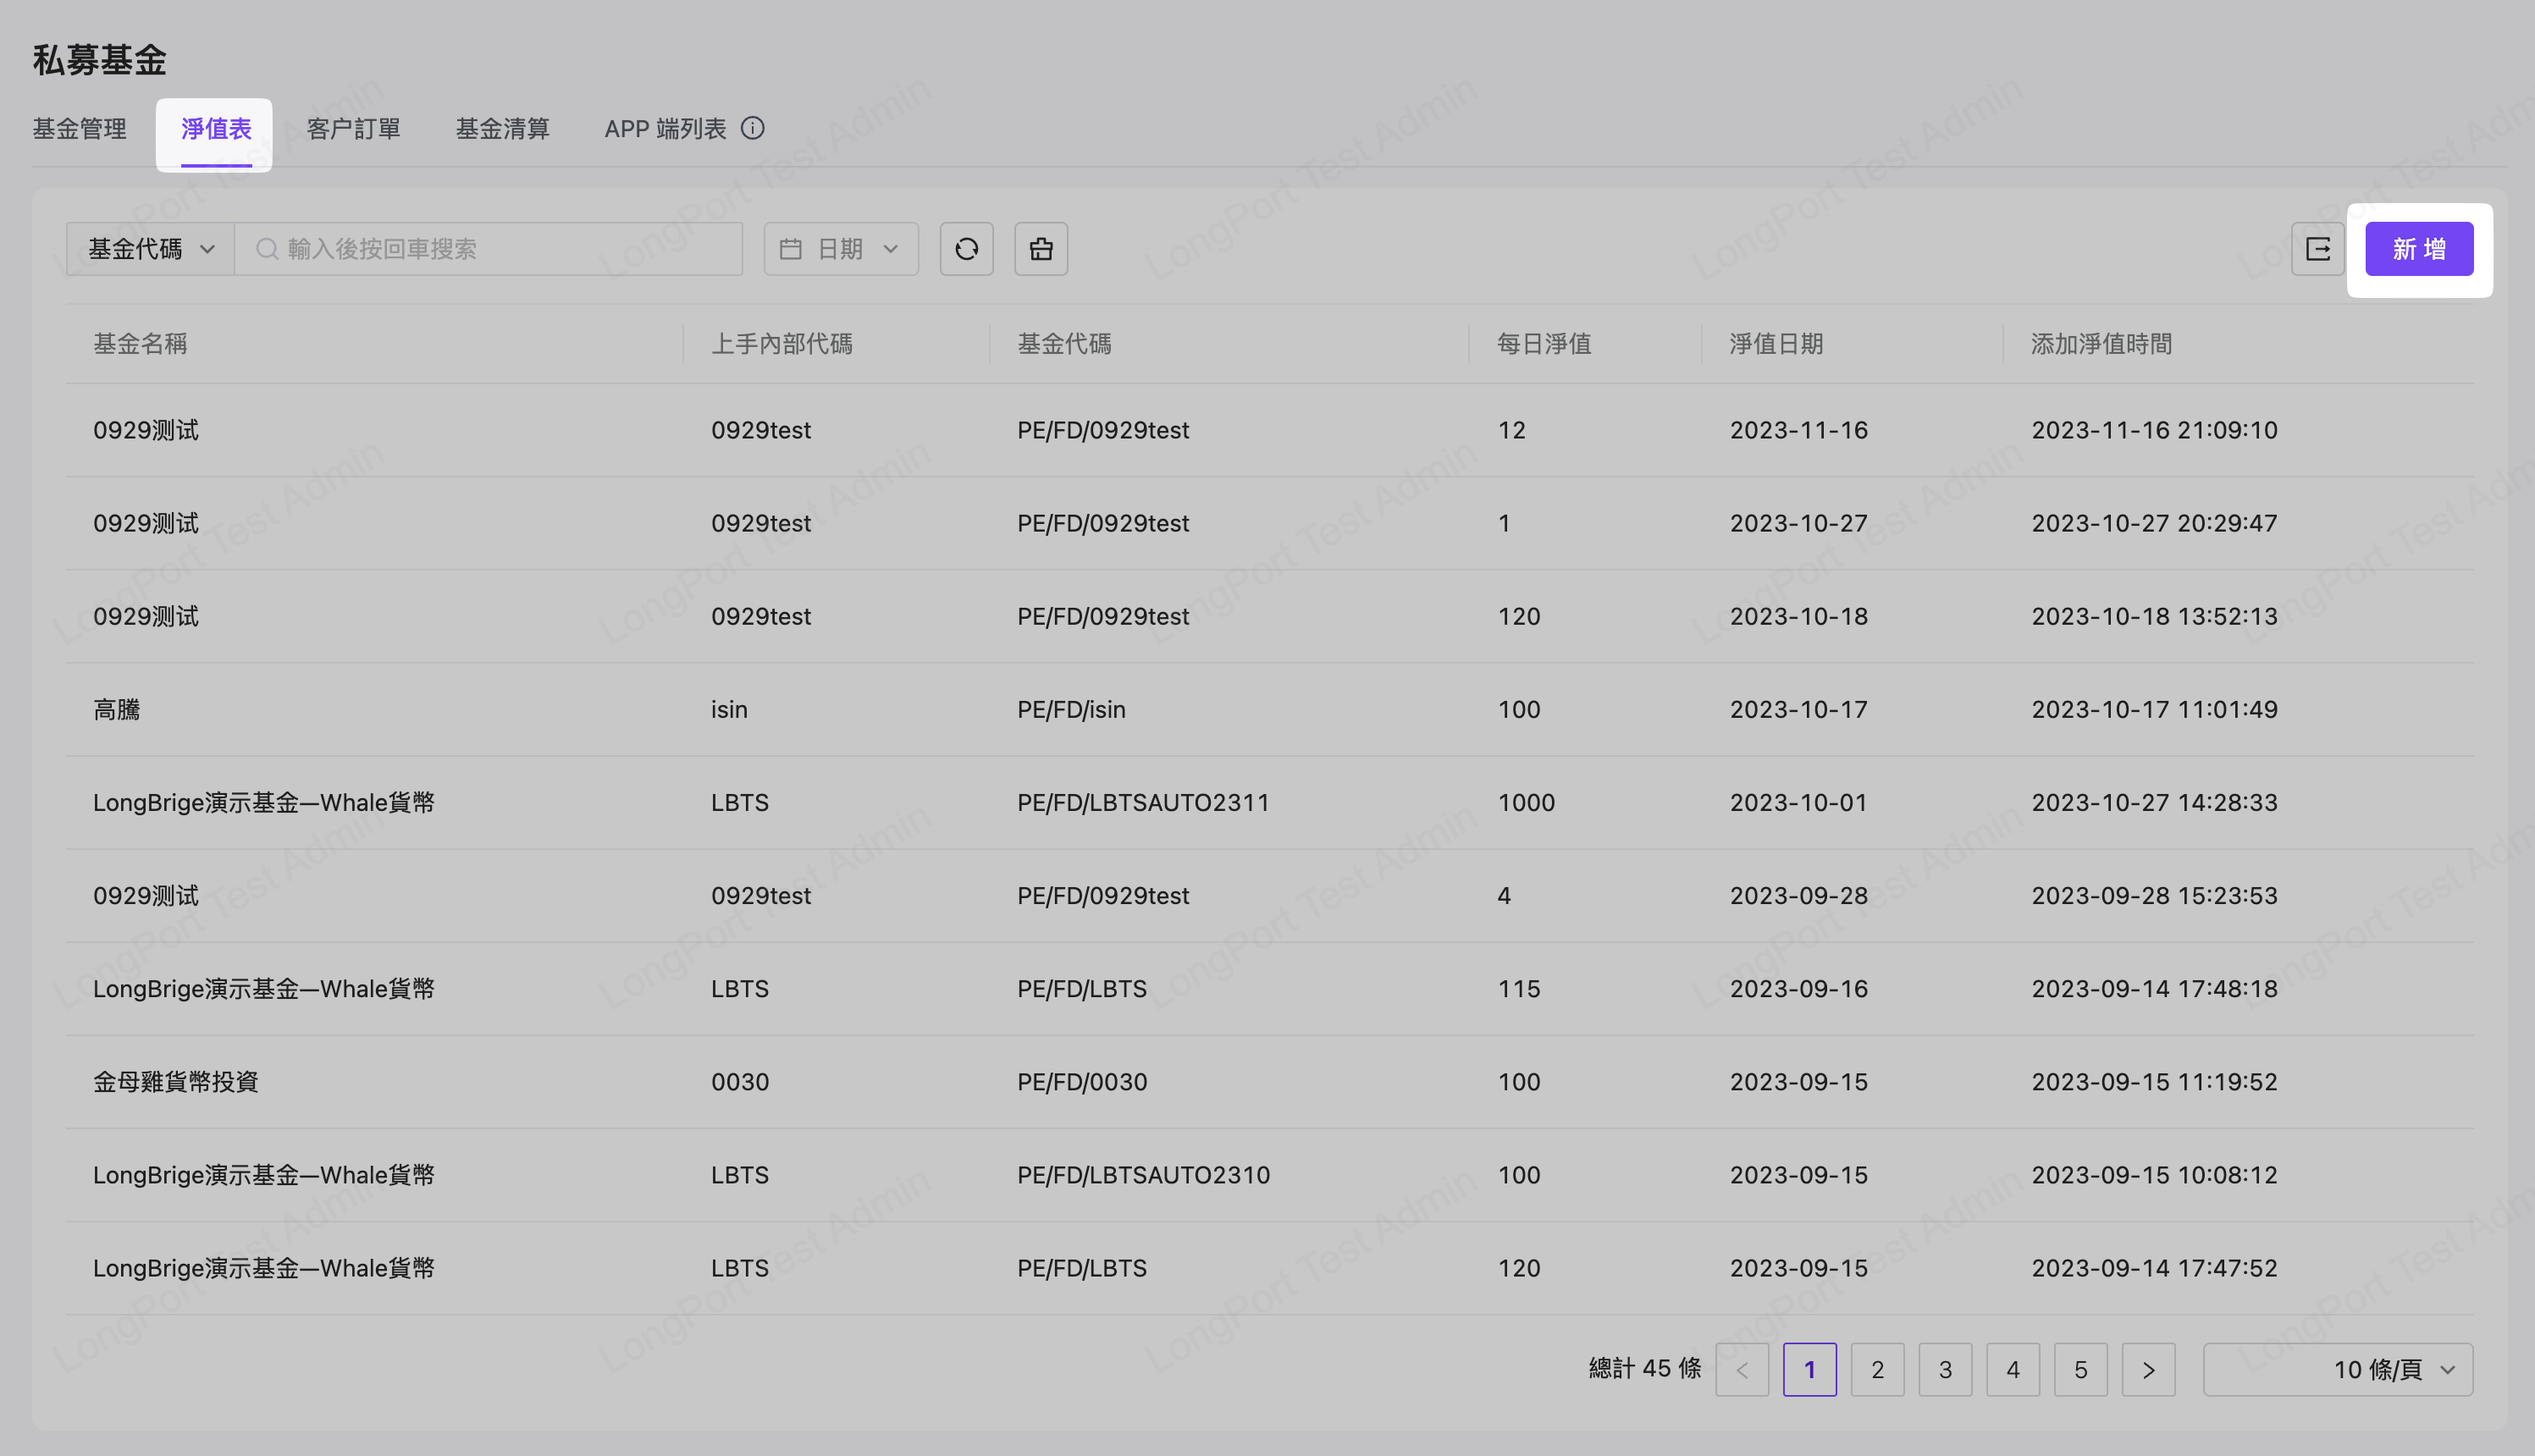 私募基金
基金管理 淨值表 客户訂單 基金清算 APP 端列表
基金代碼 輸入後按回車搜索 日期 新 增
基金名稱 上手內部代碼 基金代碼 每日淨值 淨值日期 添加淨值時間
0929测试 0929test PE/FD/0929test 12 2023-11-16 2023-11-16 21:09:10
0929测试 0929test PE/FD/0929test 1 2023-10-27 2023-10-27 20:29:47
0929测试 0929test PE/FD/0929test 120 2023-10-18 2023-10-18 13:52:13
高騰 isin PE/FD/isin 100 2023-10-17 2023-10-17 11:01:49
LongBrige演示基金—Whale貨幣 LBTS PE/FD/LBTSAUTO2311 1000 2023-10-01 2023-10-27 14:28:33
0929测试 0929test PE/FD/0929test 4 2023-09-28 2023-09-28 15:23:53
LongBrige演示基金—Whale貨幣 LBTS PE/FD/LBTS 115 2023-09-16 2023-09-14 17:48:18
金母雞貨幣投資 0030 PE/FD/0030 100 2023-09-15 2023-09-15 11:19:52
LongBrige演示基金—Whale貨幣 LBTS PE/FD/LBTSAUTO2310 100 2023-09-15 2023-09-15 10:08:12
LongBrige演示基金—Whale貨幣 LBTS PE/FD/LBTS 120 2023-09-15 2023-09-14 17:47:52
總計 45 條 < 1 2 3 4 5 > 10 條/頁
LongPort Test Admin